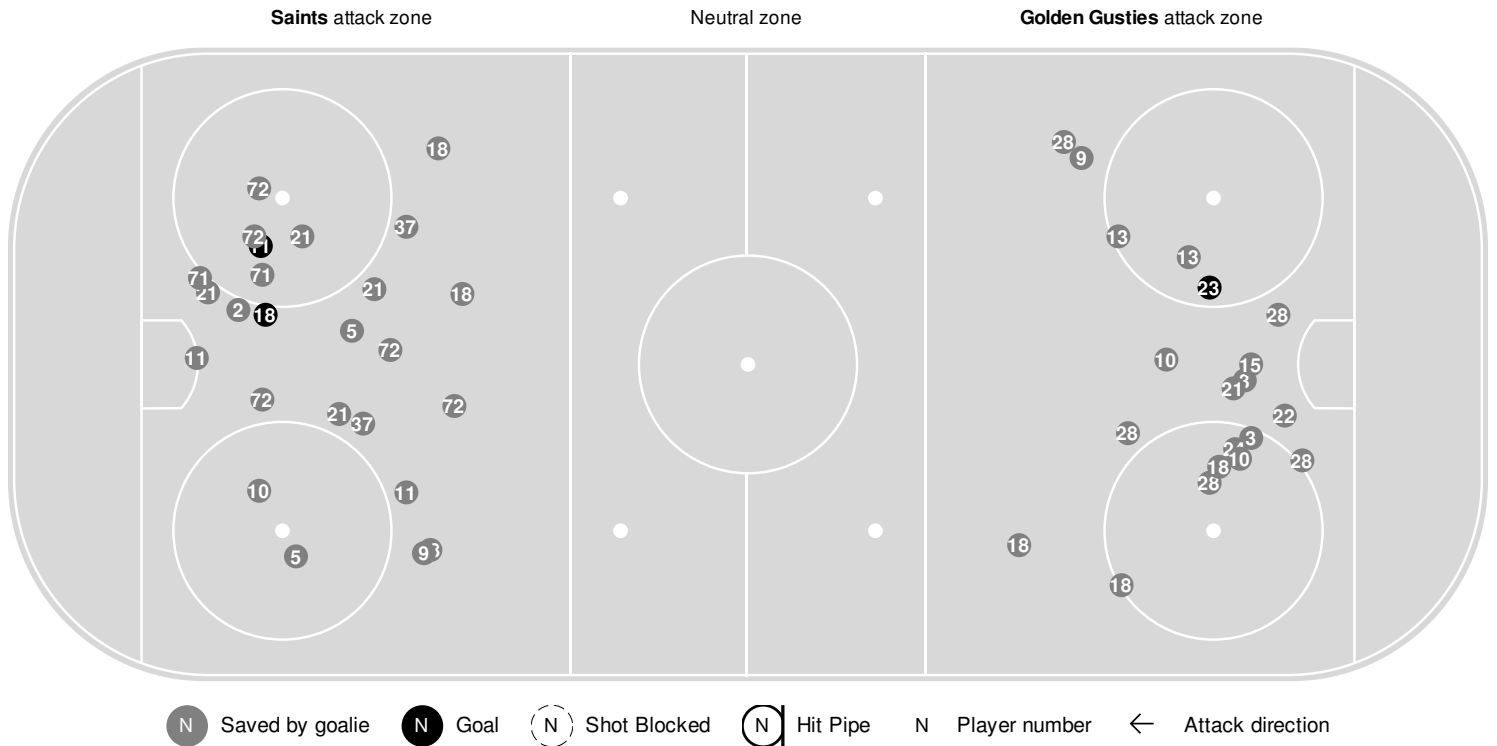 Saints attack zone Neutral zone Golden Gusties attack zone
18
28
9
72
37
13
72 21
13
71 71
21 21 18 23
2 18 28
5
72
11 10 15
21
72 72 22
21
37 28 3
10 28
18
10 11 28
9 18
5
18
N Saved by goalie N Goal N Shot Blocked N Hit Pipe N Player number ← Attack direction